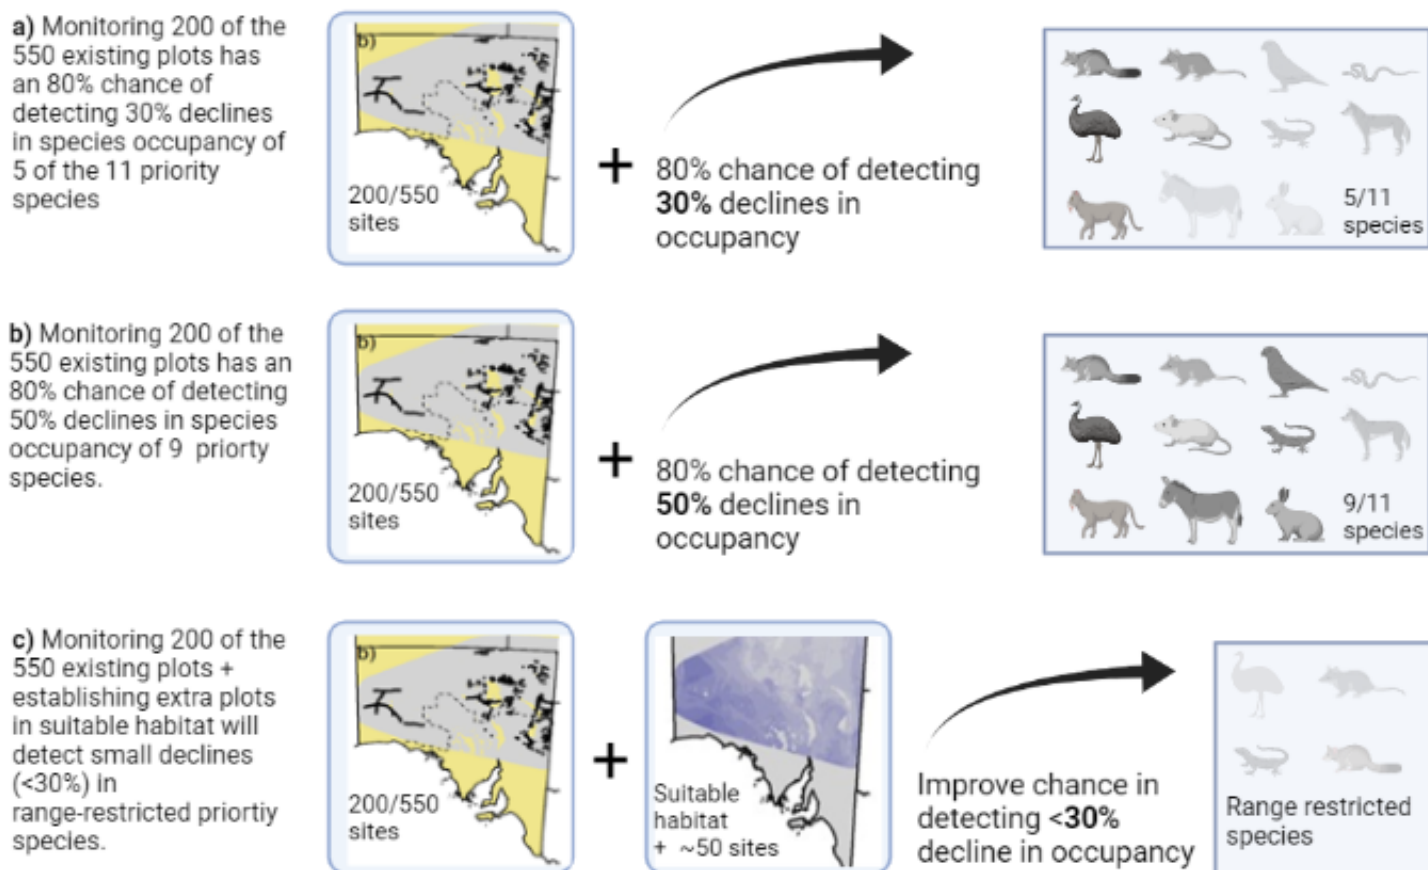 a) Monitoring 200 of the
550 existing plots has
an 80% chance of
detecting 30% declines
in species occupancy of
5 of the 11 priority
species
b)
200/550
sites
+
80% chance of detecting
30% declines in
occupancy
5/11
species
b) Monitoring 200 of the
550 existing plots has an
80% chance of detecting
50% declines in species
occupancy of 9 priorty
species.
b)
200/550
sites
+
80% chance of detecting
50% declines in
occupancy
9/11
species
c) Monitoring 200 of the
550 existing plots +
establishing extra plots
in suitable habitat will
detect small declines
(<30%) in
range-restricted priortiy
species.
b)
200/550
sites
+
Suitable
habitat
+ ~50 sites
Improve chance in
detecting <30%
decline in occupancy
Range restricted
species